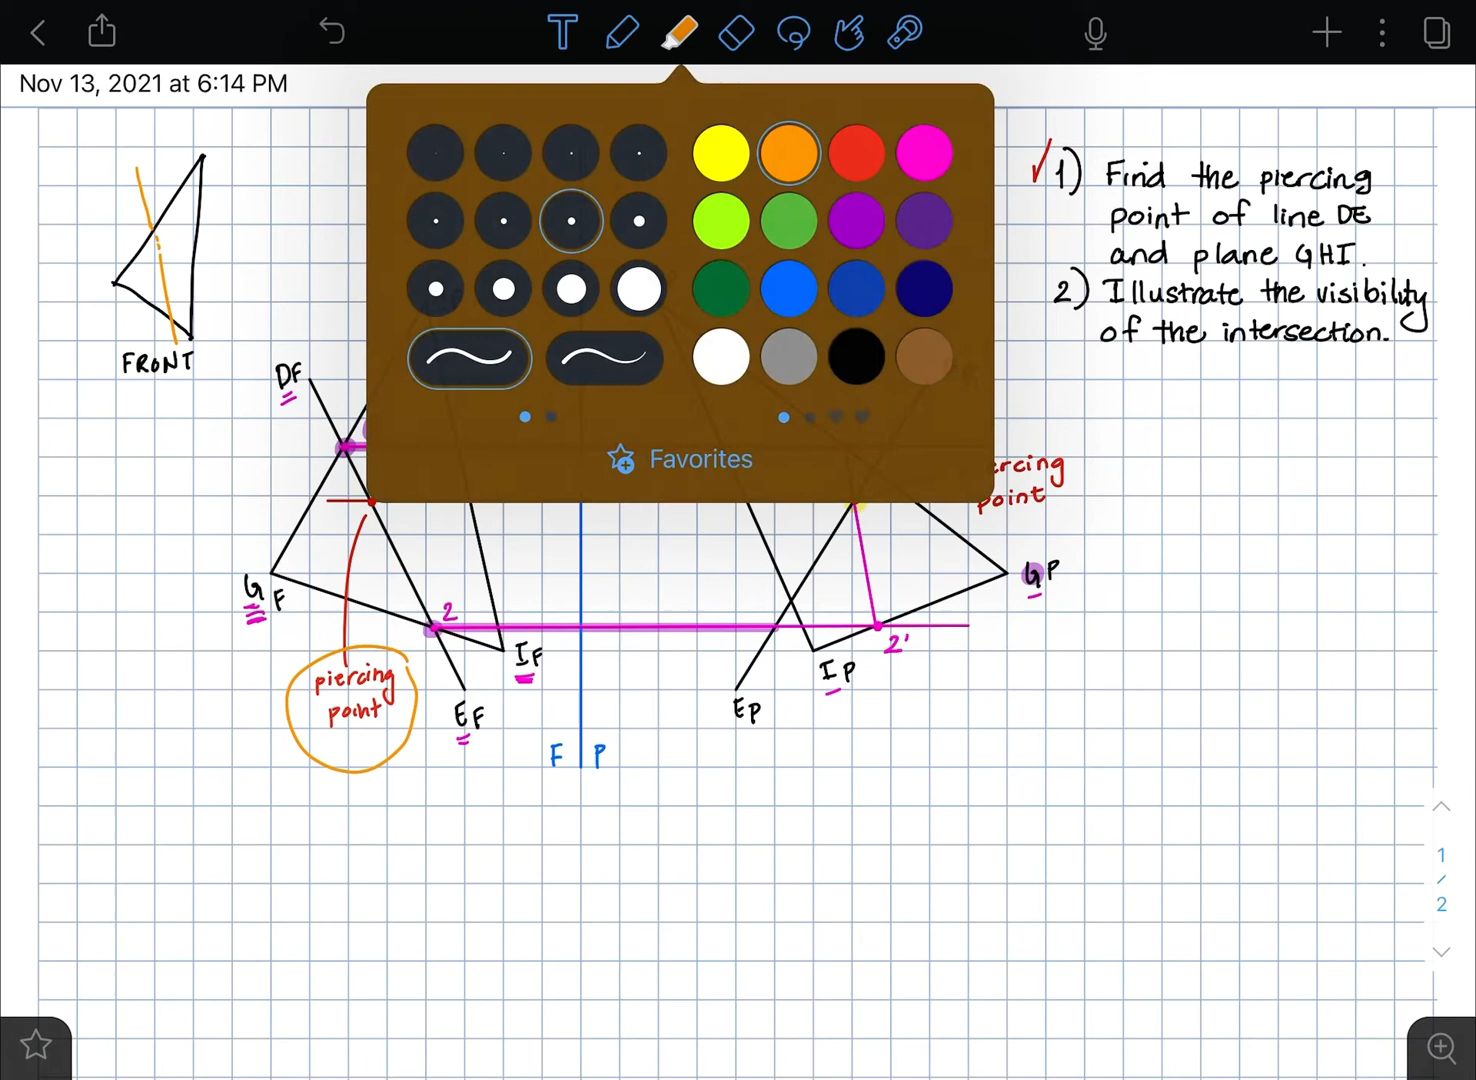 T
Nov 13, 2021 at 6:14 PM
1) Find the piercing
point of line DE
and plane GHI.
2) Illustrate the visibility
of the intersection.
FRONT
DF
Favorites
ercing
point
GF
GP
2
2'
IF
IP
piercing
point
EF
EP
F P
1
/
2